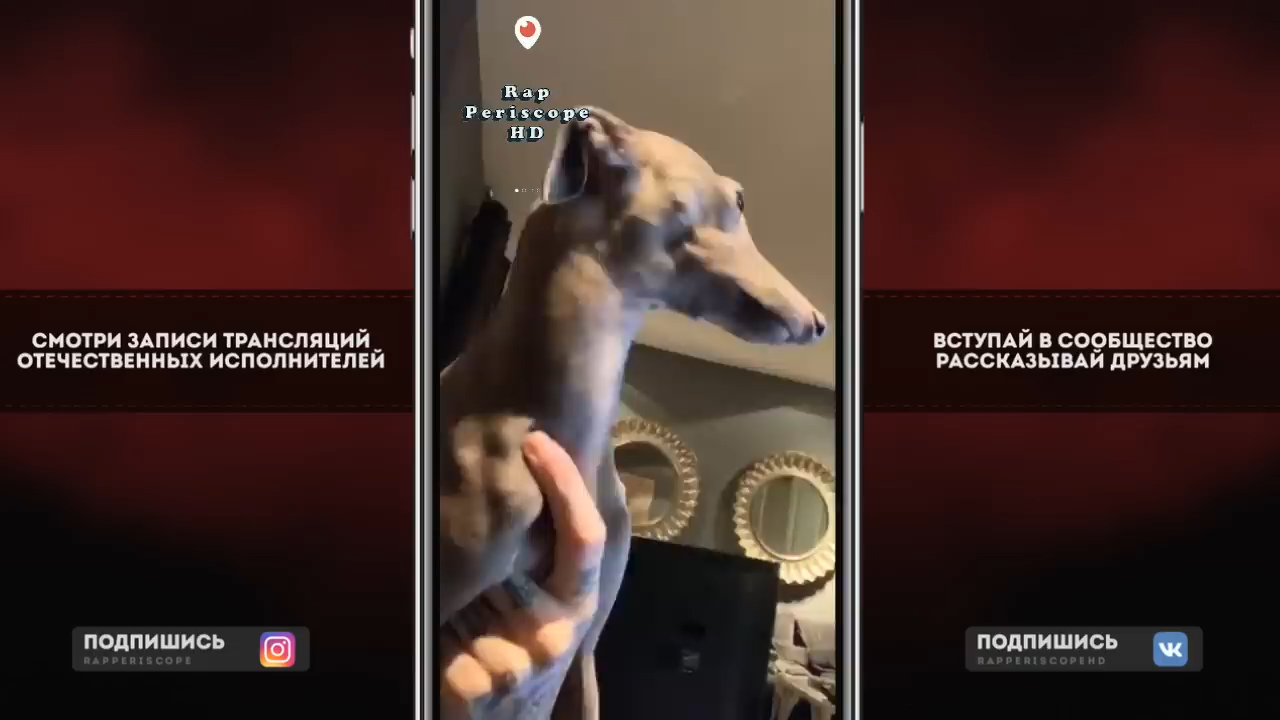 Rap
Periscope
HD
СМОТРИ ЗАПИСИ ТРАНСЛЯЦИЙ
ОТЕЧЕСТВЕННЫХ ИСПОЛНИТЕЛЕЙ
ВСТУПАЙ В СООБЩЕСТВО
РАССКАЗЫВАЙ ДРУЗЬЯМ
ПОДПИШИСЬ
RAPPERISCOPE
ПОДПИШИСЬ
RAPPERISCOPEHD